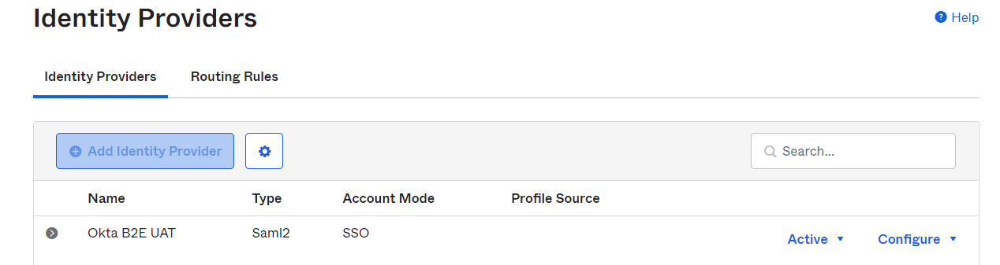 Identity Providers
Help
Identity Providers Routing Rules
Add Identity Provider Search...
Name Type Account Mode Profile Source
Okta B2E UAT Saml2 SSO Active Configure